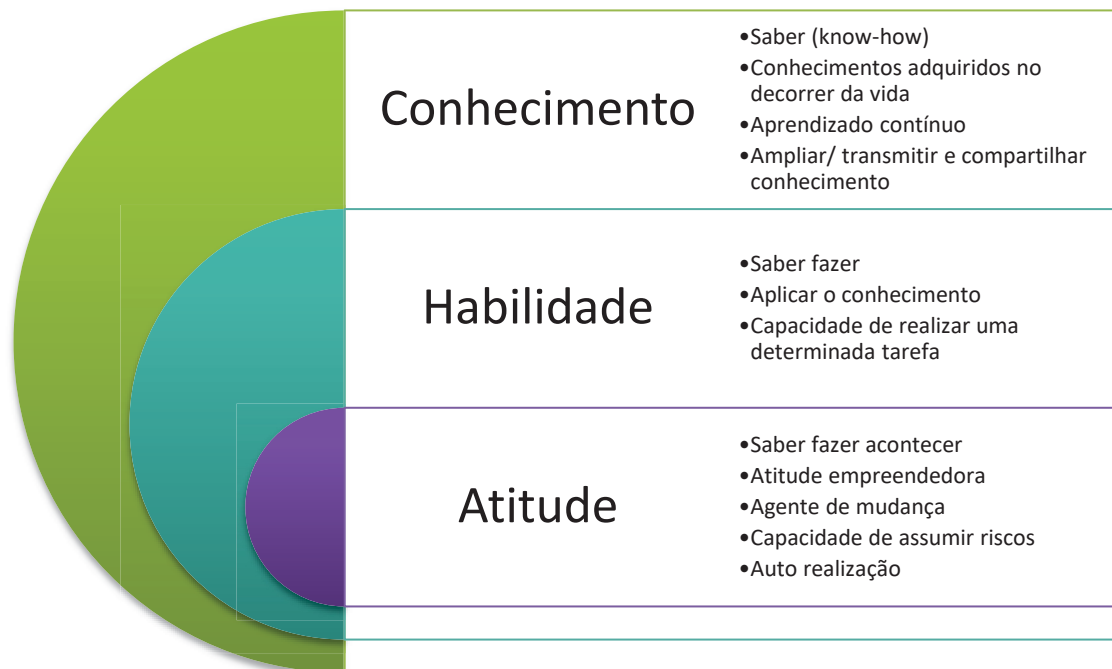 Conhecimento
•Saber (know-how)
•Conhecimentos adquiridos no
decorrer da vida
•Aprendizado contínuo
•Ampliar/ transmitir e compartilhar
conhecimento
Habilidade
•Saber fazer
•Aplicar o conhecimento
•Capacidade de realizar uma
determinada tarefa
Atitude
•Saber fazer acontecer
•Atitude empreendedora
•Agente de mudança
•Capacidade de assumir riscos
•Auto realização